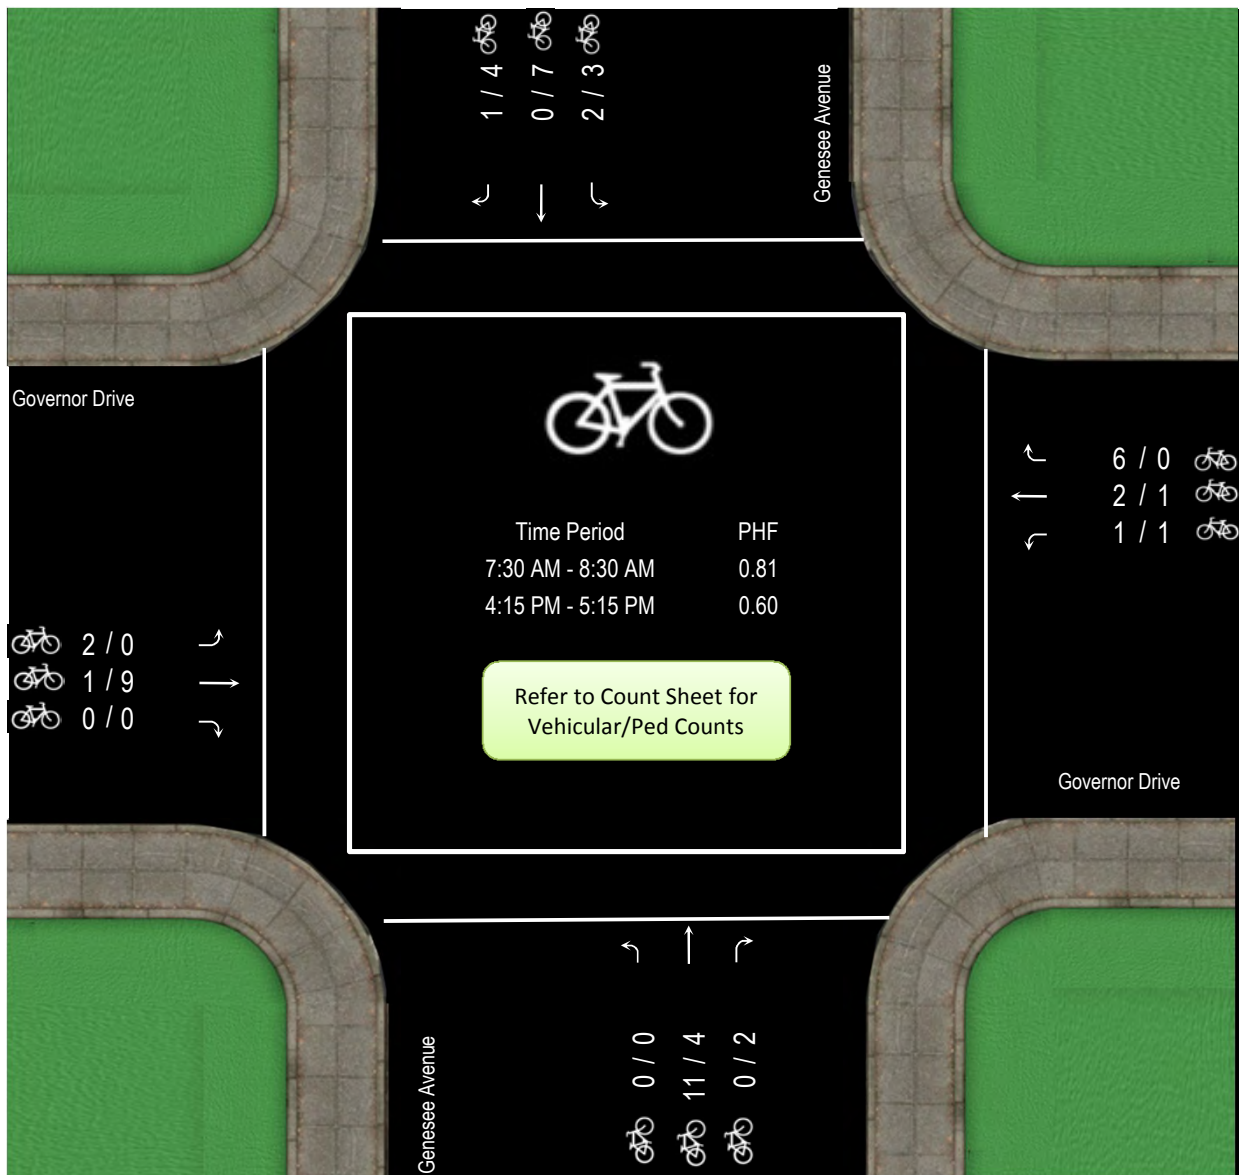 1 / 4
0 / 7
2 / 3
Genesee Avenue
Governor Drive
6 / 0
2 / 1
1 / 1
Time Period PHF
7:30 AM - 8:30 AM 0.81
4:15 PM - 5:15 PM 0.60
2 / 0
1 / 9
0 / 0
Refer to Count Sheet for
Vehicular/Ped Counts
Governor Drive
0 / 0
11 / 4
0 / 2
Genesee Avenue